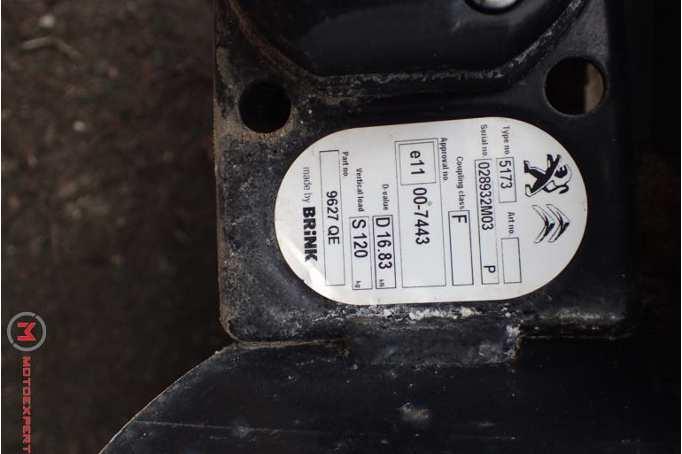 Type no. 5173 Art no.
Serial no. 028932M03 P
Coupling class F
Approval no.
e11 00-7443
D-value D 16.83 kN
Vertical load S 120 kg
Part no. 9627 QE
made by BRINK
M
MOTOEXPERT